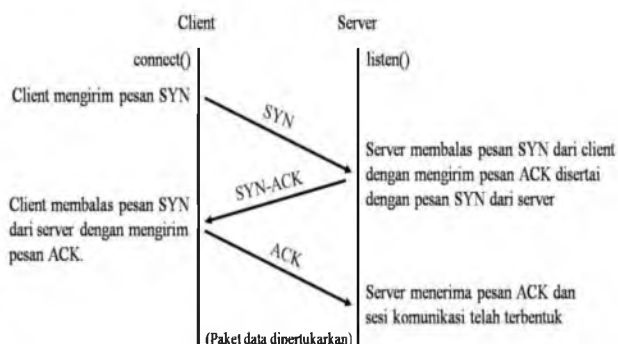 Client Server
connect() listen()
Client mengirim pesan SYN
SYN
Server membalas pesan SYN dari client
dengan mengirim pesan ACK disertai
dengan pesan SYN dari server
SYN-ACK
Client membalas pesan SYN
dari server dengan mengirim
pesan ACK.
ACK
Server menerima pesan ACK dan
sesi komunikasi telah terbentuk
(Paket data dipertukarkan)